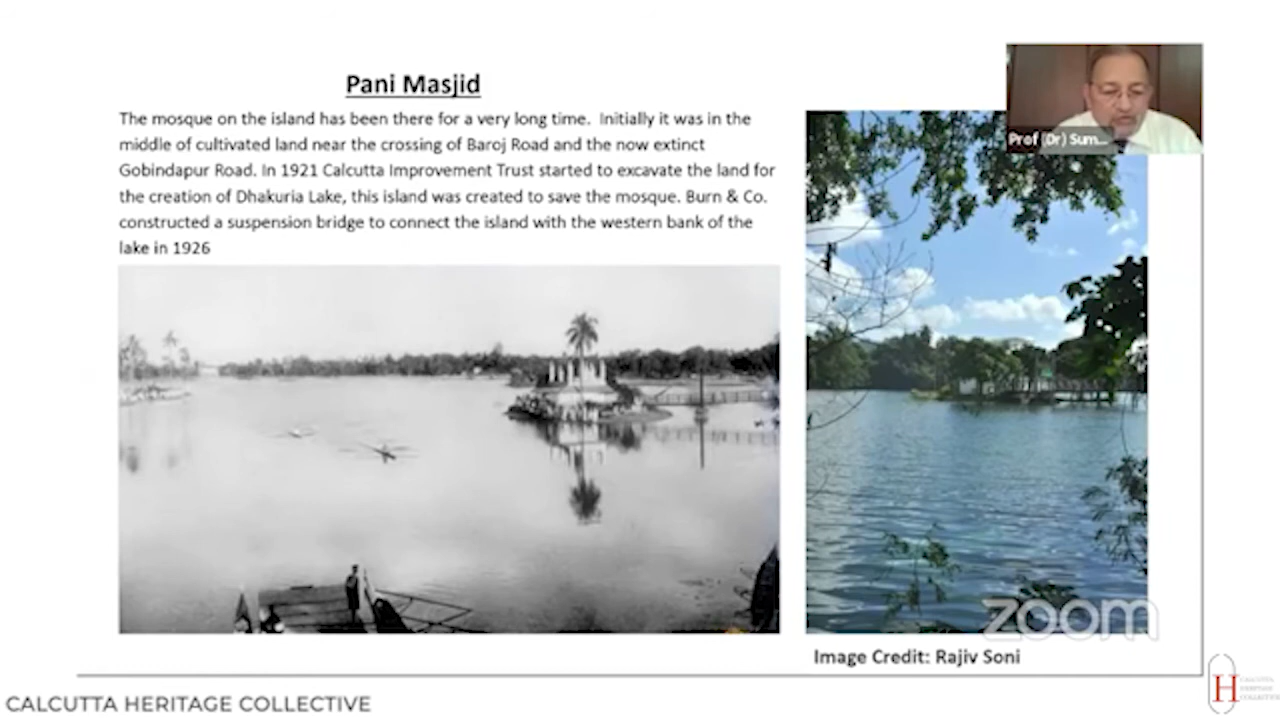 Pani Masjid
The mosque on the island has been there for a very long time. Initially it was in the
middle of cultivated land near the crossing of Baroj Road and the now extinct
Gobindapur Road. In 1921 Calcutta Improvement Trust started to excavate the land for
the creation of Dhakuria Lake, this island was created to save the mosque. Burn & Co.
constructed a suspension bridge to connect the island with the western bank of the
lake in 1926
Prof (Dr) Sum...
zoom
Image Credit: Rajiv Soni
CALCUTTA HERITAGE COLLECTIVE
H
CALCUTTA
HERITAGE
COLLECTIVE